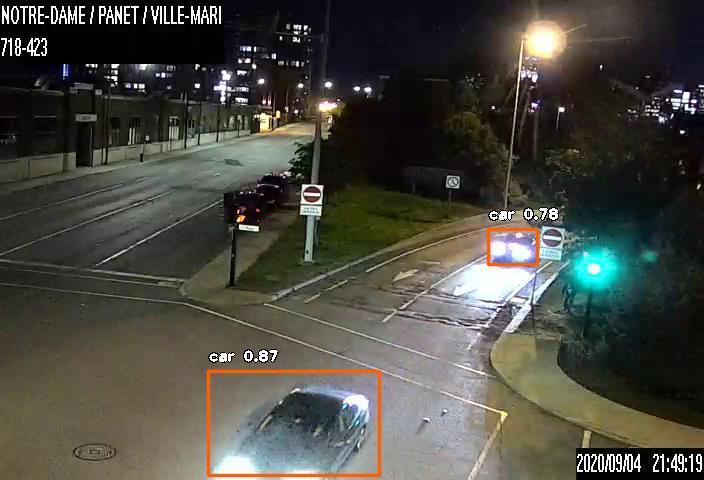 NOTRE-DAME / PANET / VILLE-MARI
718-423
car 0.78
car 0.87
2020/09/04 21:49:19